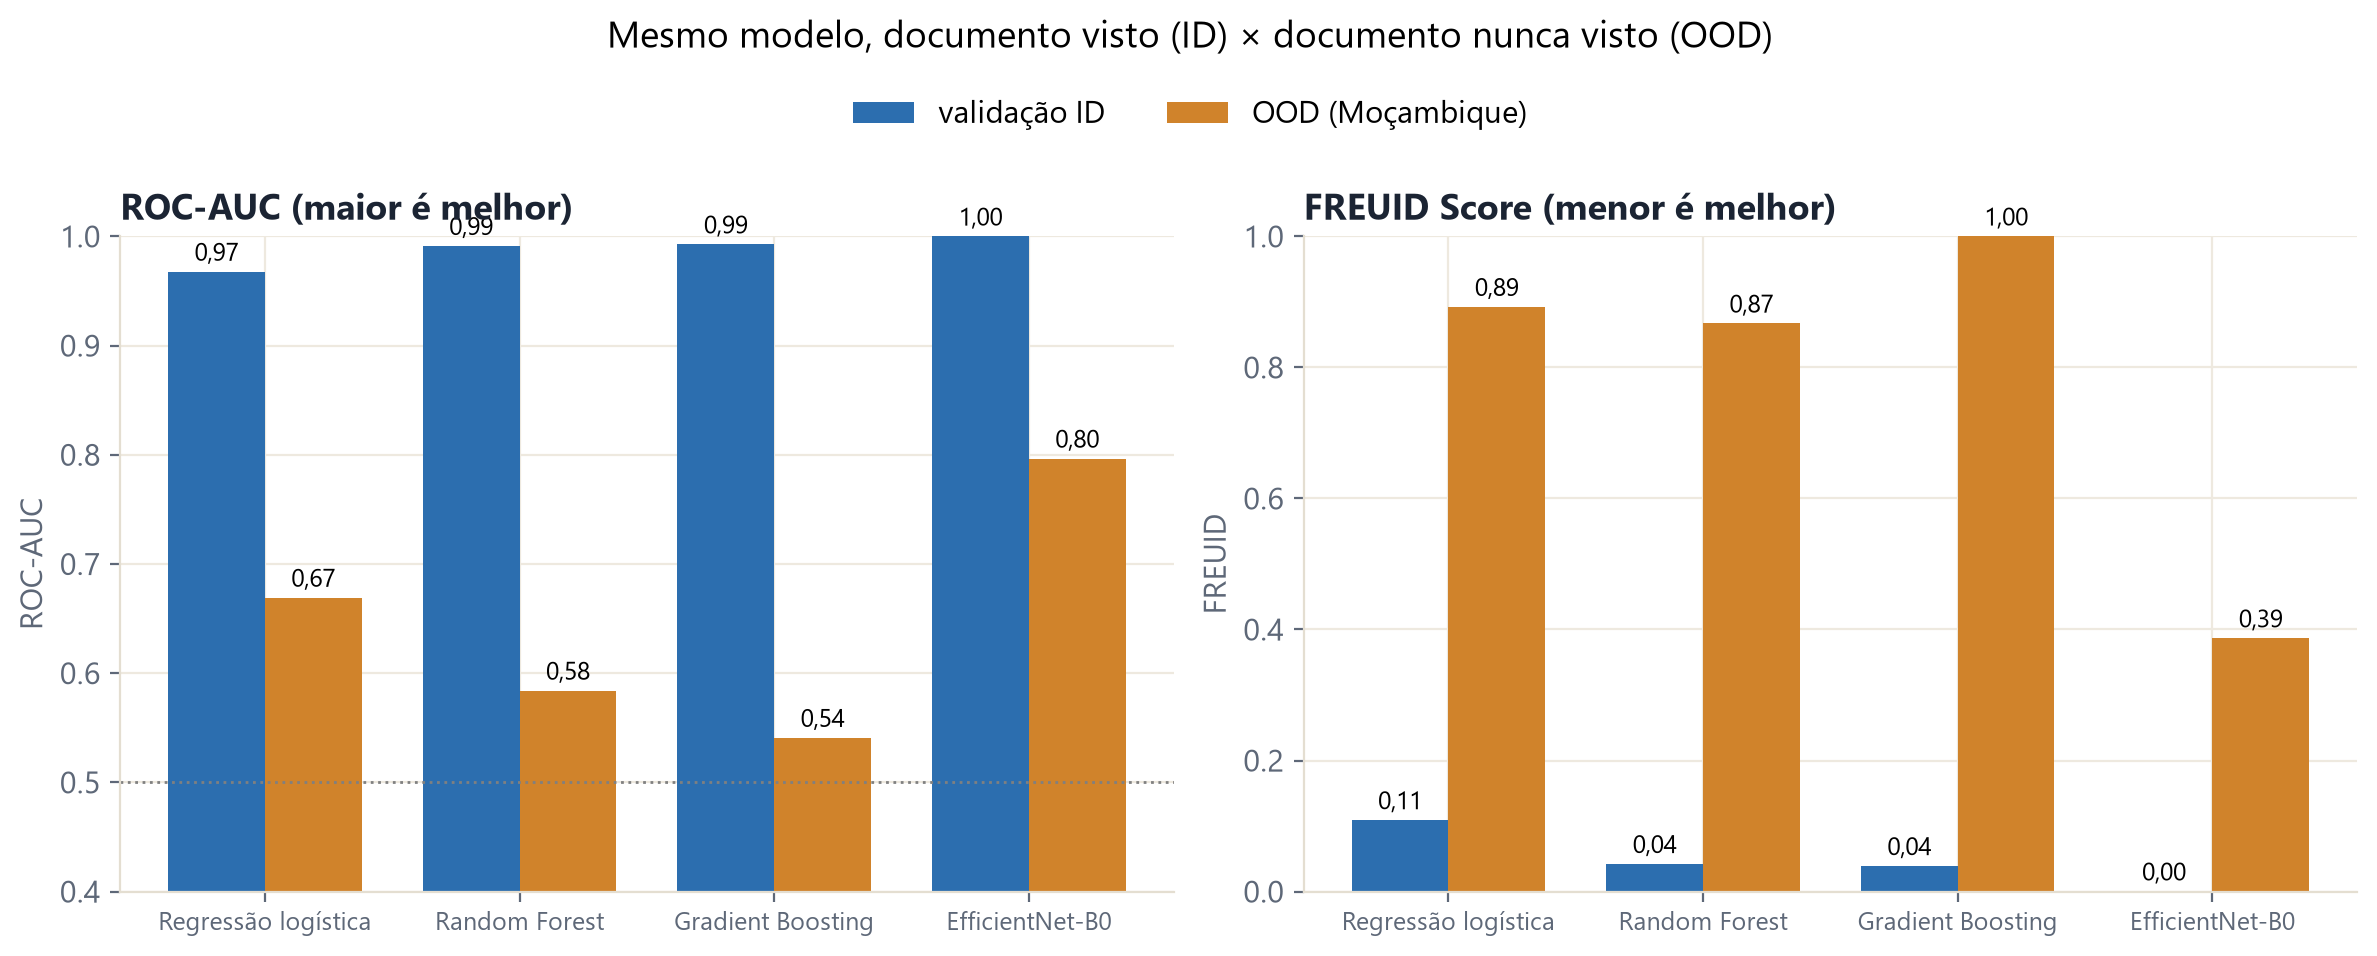 Mesmo modelo, documento visto (ID) × documento nunca visto (OOD)
validação ID
OOD (Moçambique)
ROC-AUC (maior é melhor)
ROC-AUC
1.0
0.9
0.8
0.7
0.6
0.5
0.4
0,97
0,67
0,99
0,58
0,99
0,54
1,00
0,80
Regressão logística
Random Forest
Gradient Boosting
EfficientNet-B0
FREUID Score (menor é melhor)
FREUID
1.0
0.8
0.6
0.4
0.2
0.0
0,11
0,89
0,04
0,87
0,04
1,00
0,00
0,39
Regressão logística
Random Forest
Gradient Boosting
EfficientNet-B0